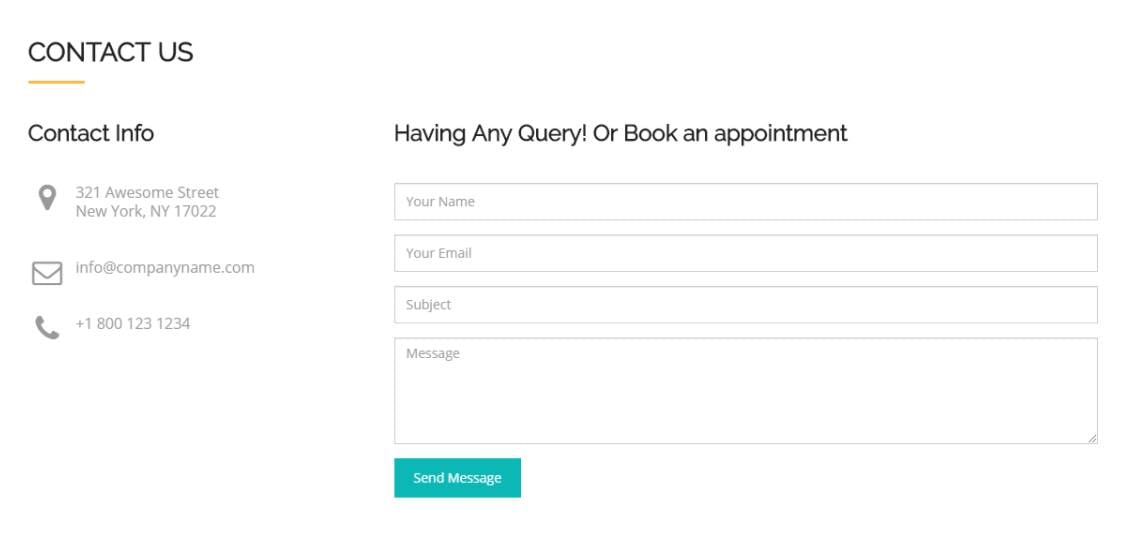 CONTACT US
Contact Info
321 Awesome Street
New York, NY 17022
info@companyname.com
+1 800 123 1234
Having Any Query! Or Book an appointment
Your Name
Your Email
Subject
Message
Send Message